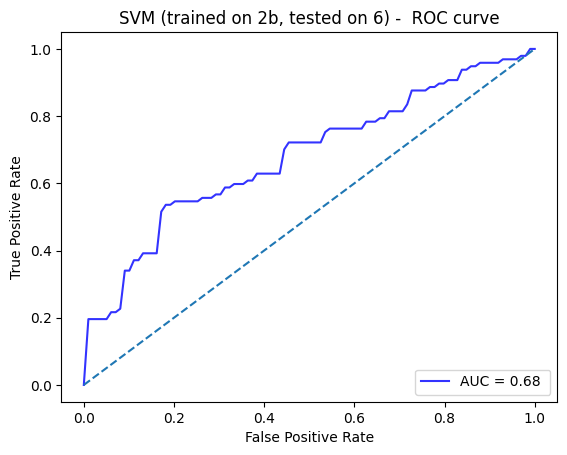 SVM (trained on 2b, tested on 6) -  ROC curve
True Positive Rate
1.0
0.8
0.6
0.4
0.2
0.0
AUC = 0.68
0.0 0.2 0.4 0.6 0.8 1.0
False Positive Rate